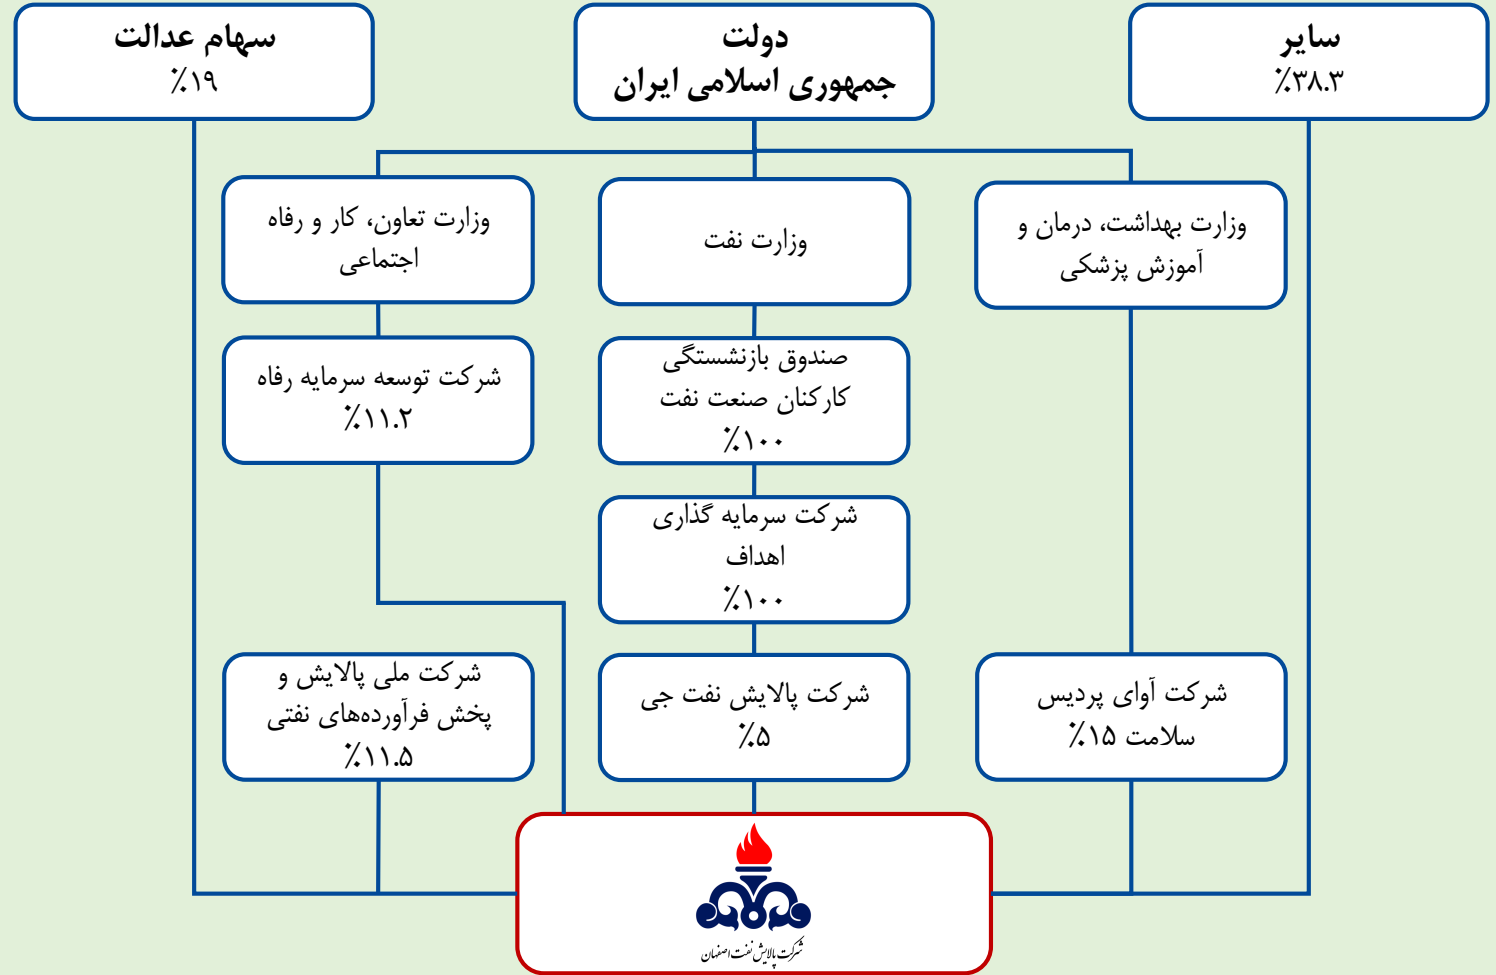 سایر
٪۳۸.۳
دولت
جمهوری اسلامی ایران
سهام عدالت
٪۱۹
وزارت بهداشت، درمان و
آموزش پزشکی
وزارت نفت
وزارت تعاون، کار و رفاه
اجتماعی
صندوق بازنشستگی
کارکنان صنعت نفت
٪۱۰۰
شرکت توسعه سرمایه رفاه
٪۱۱.۲
شرکت سرمایه گذاری
اهداف
٪۱۰۰
شرکت آوای پردیس
سلامت ۱۵٪
شرکت پالایش نفت جی
٪۵
شرکت ملی پالایش و
پخش فرآورده‌های نفتی
٪۱۱.۵
شرکت پالایش نفت اصفهان